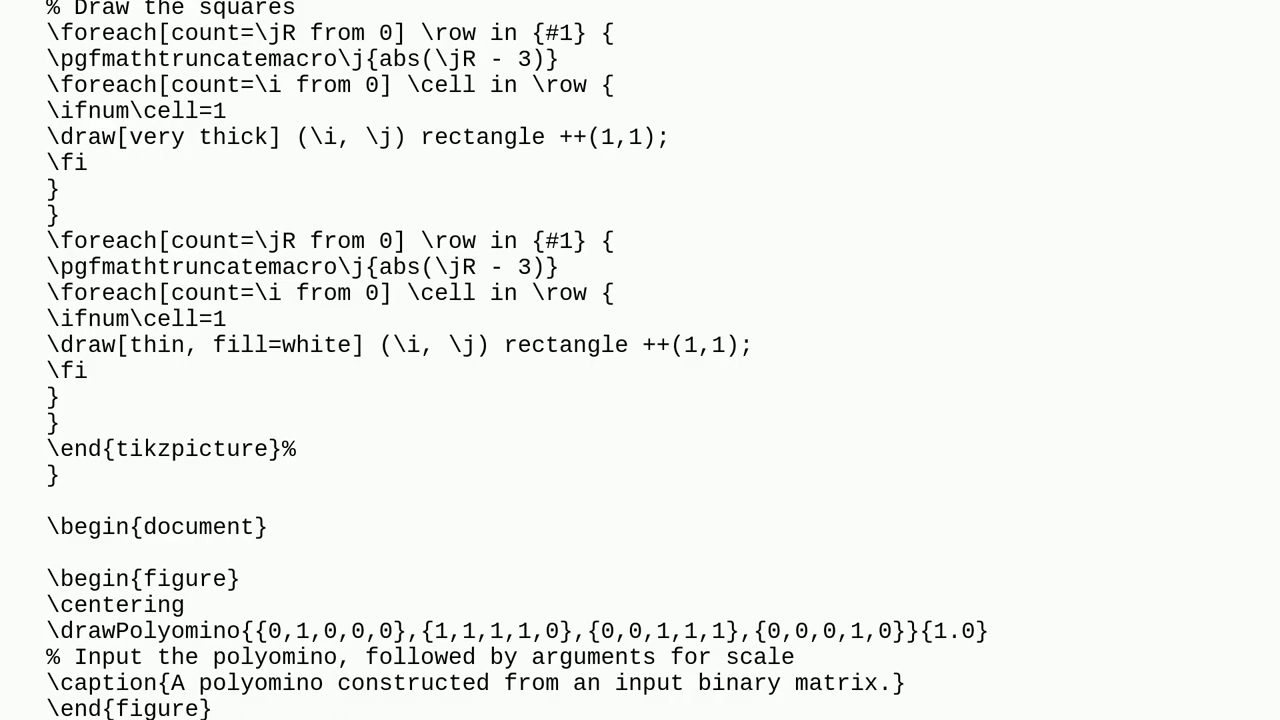 % Draw the squares
\foreach[count=\jR from 0] \row in {#1} {
\pgfmathtruncatemacro\j{abs(\jR - 3)}
\foreach[count=\i from 0] \cell in \row {
\ifnum\cell=1
\draw[very thick] (\i, \j) rectangle ++(1,1);
\fi
}
}
\foreach[count=\jR from 0] \row in {#1} {
\pgfmathtruncatemacro\j{abs(\jR - 3)}
\foreach[count=\i from 0] \cell in \row {
\ifnum\cell=1
\draw[thin, fill=white] (\i, \j) rectangle ++(1,1);
\fi
}
}
\end{tikzpicture}%
}
\begin{document}
\begin{figure}
\centering
\drawPolyomino{{0,1,0,0,0},{1,1,1,1,0},{0,0,1,1,1},{0,0,0,1,0}}{1.0}
% Input the polyomino, followed by arguments for scale
\caption{A polyomino constructed from an input binary matrix.}
\end{figure}